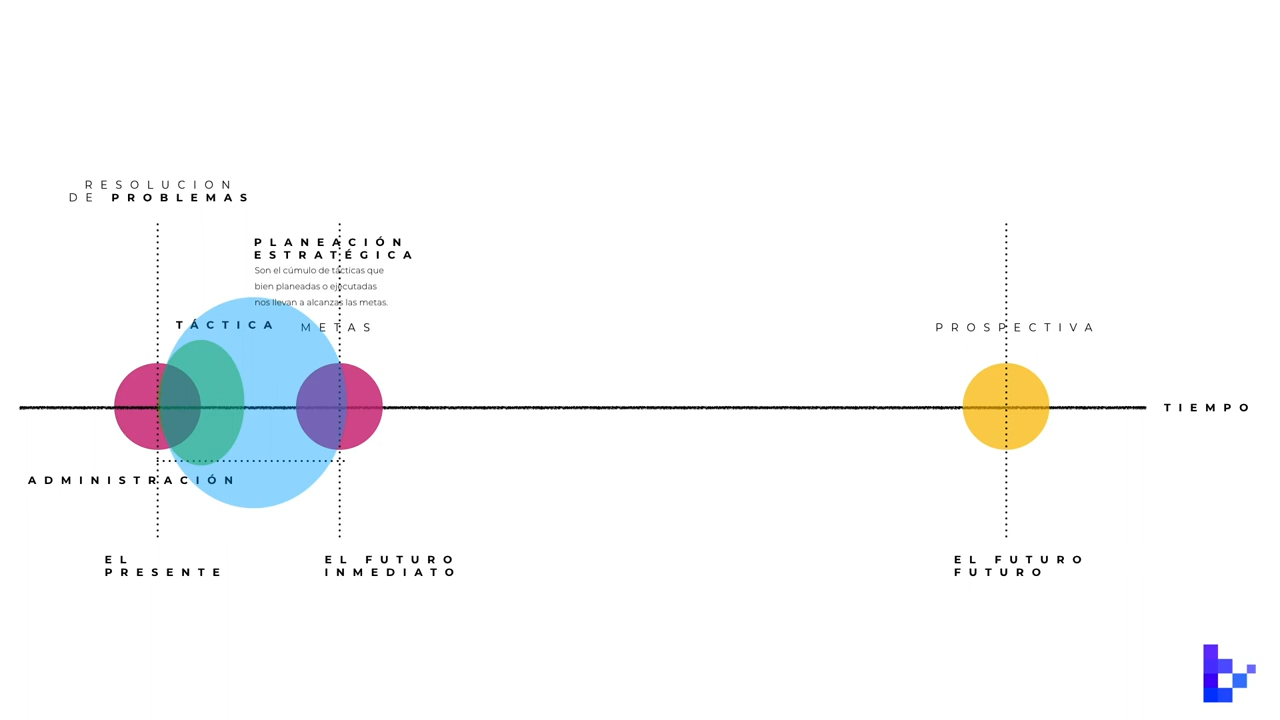 RESOLUCION
DE PROBLEMAS
PLANEACIÓN
ESTRATÉGICA
Son el cúmulo de tácticas que
bien planeadas o ejecutadas
nos llevan a alcanzas las metas.
TÁCTICA
METAS
PROSPECTIVA
TIEMPO
ADMINISTRACIÓN
EL
PRESENTE
EL FUTURO
INMEDIATO
EL FUTURO
FUTURO